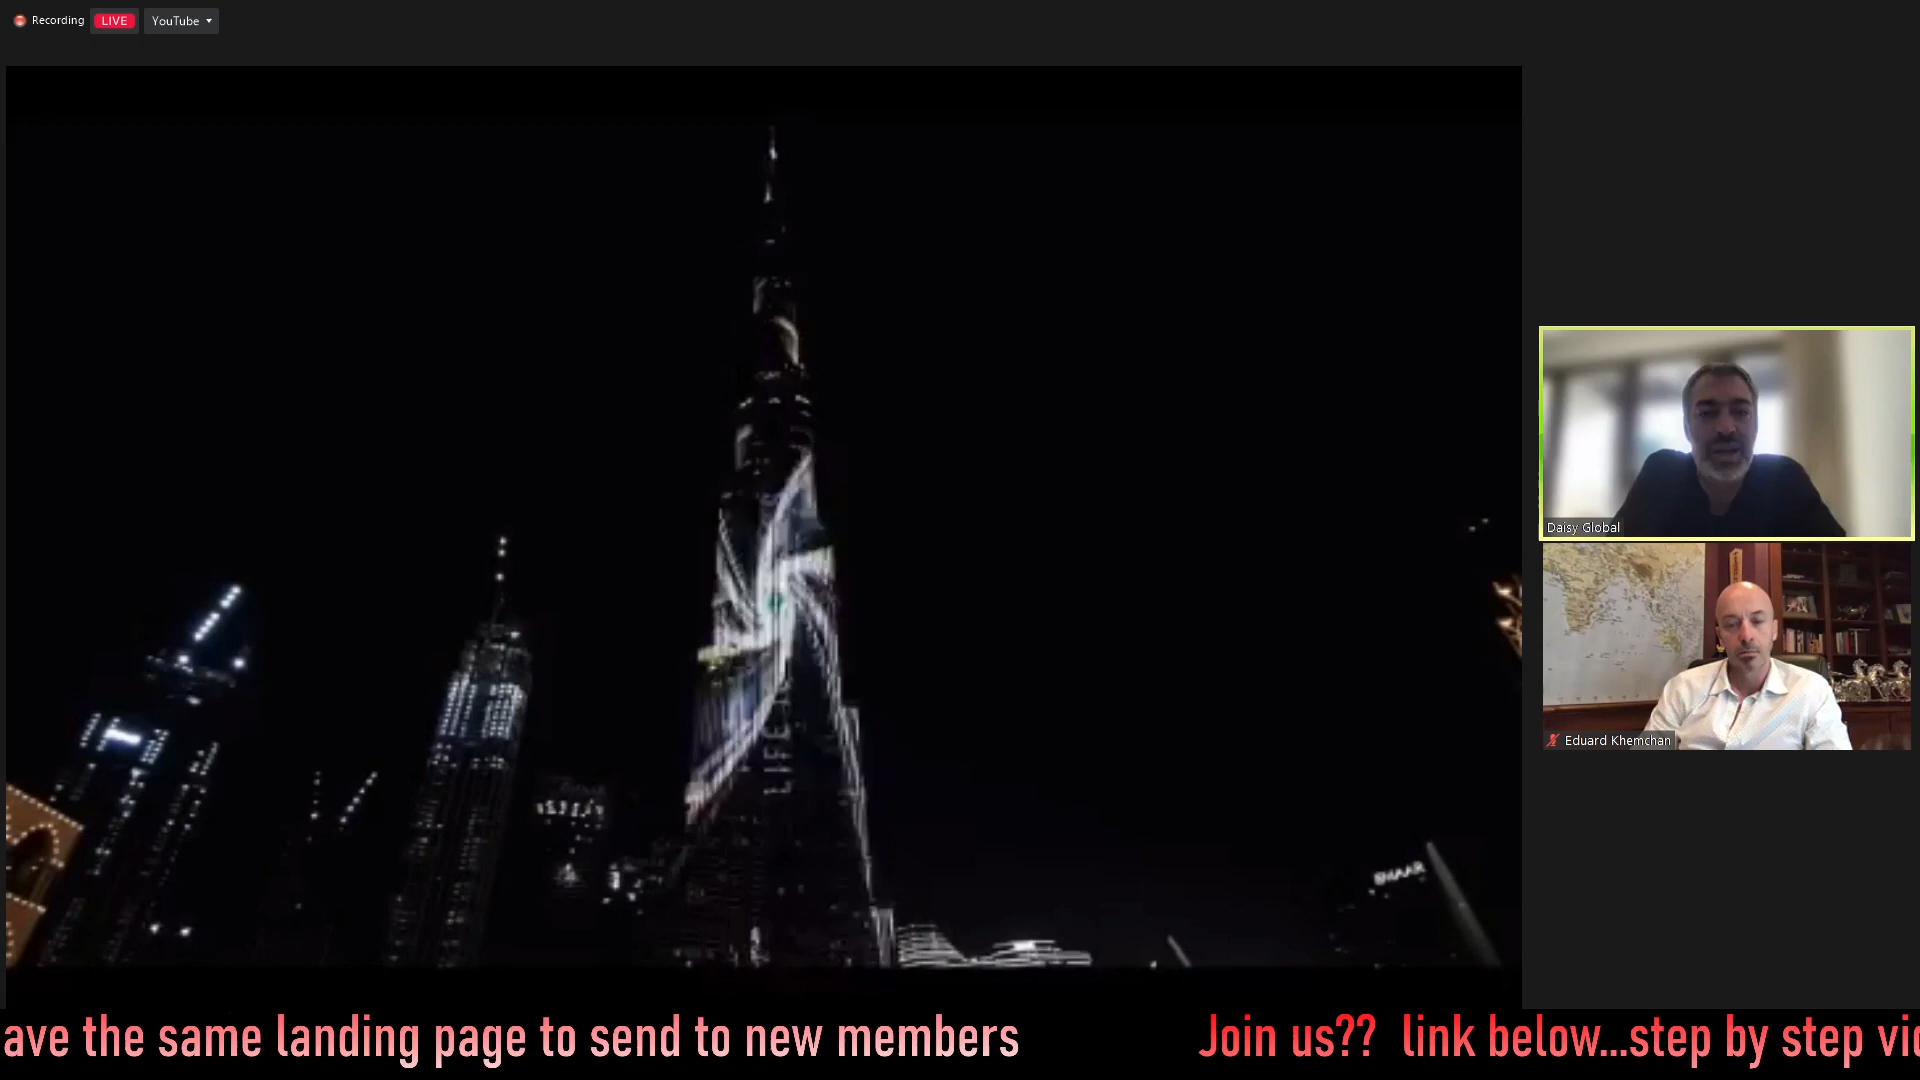 Recording
LIVE
YouTube
LIFE
EMAAR
Daisy Global
Eduard Khemchan
ave the same landing page to send to new members
Join us?? link below...step by step vi